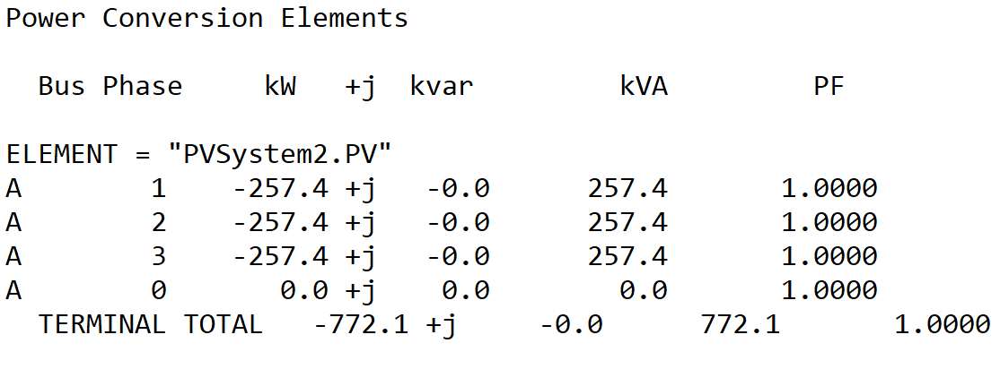 Power Conversion Elements
Bus Phase kW +j kvar kVA PF
ELEMENT = "PVSystem2.PV"
A 1 -257.4 +j -0.0 257.4 1.0000
A 2 -257.4 +j -0.0 257.4 1.0000
A 3 -257.4 +j -0.0 257.4 1.0000
A 0 0.0 +j 0.0 0.0 1.0000
TERMINAL TOTAL -772.1 +j -0.0 772.1 1.0000